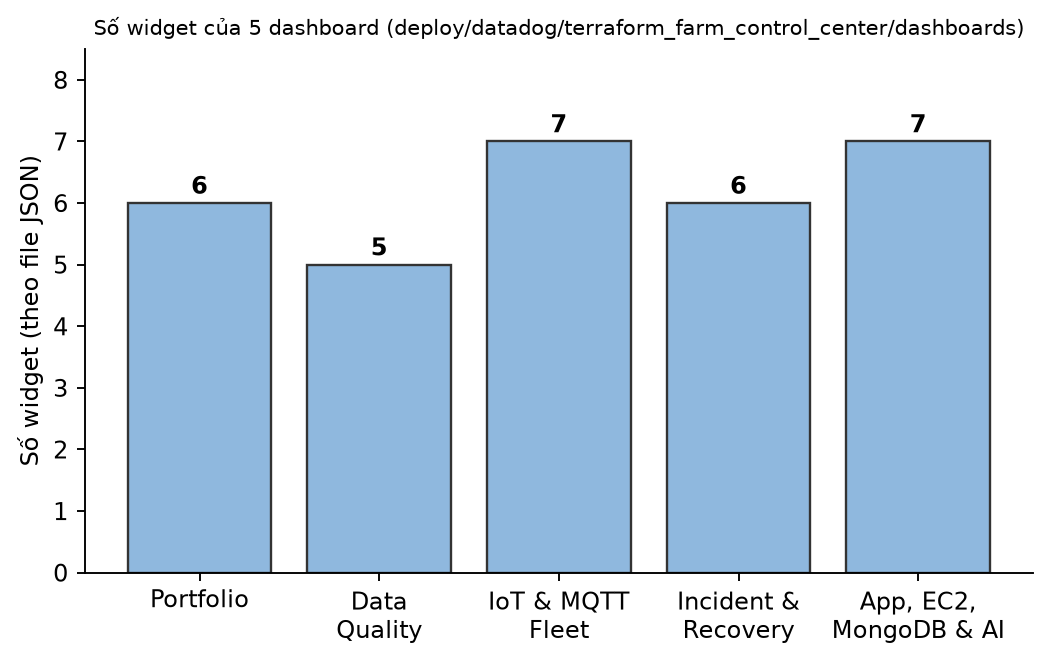 Số widget của 5 dashboard (deploy/datadog/terraform_farm_control_center/dashboards)
Số widget (theo file JSON)
8
7
6
5
4
3
2
1
0
6
5
7
6
7
Portfolio
Data
Quality
IoT & MQTT
Fleet
Incident &
Recovery
App, EC2,
MongoDB & AI